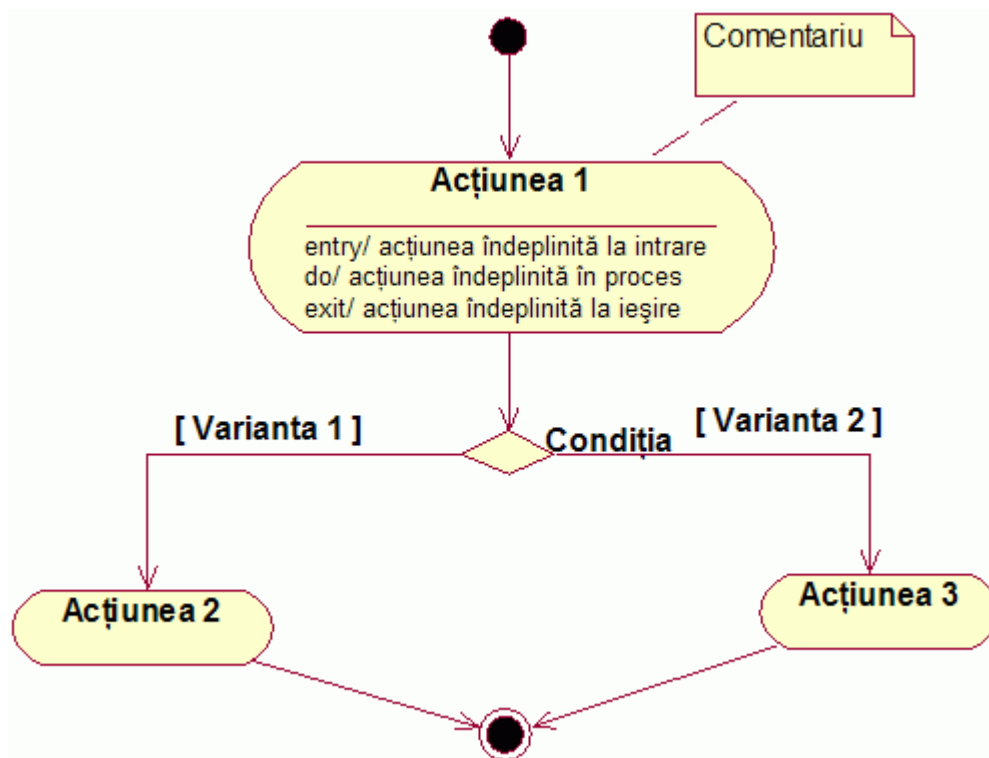 Comentariu
Acțiunea 1
entry/ acțiunea îndeplinită la intrare
do/ acțiunea îndeplinită în proces
exit/ acțiunea îndeplinită la ieşire
[ Varianta 1 ]
Condiția
[ Varianta 2 ]
Acțiunea 2
Acțiunea 3